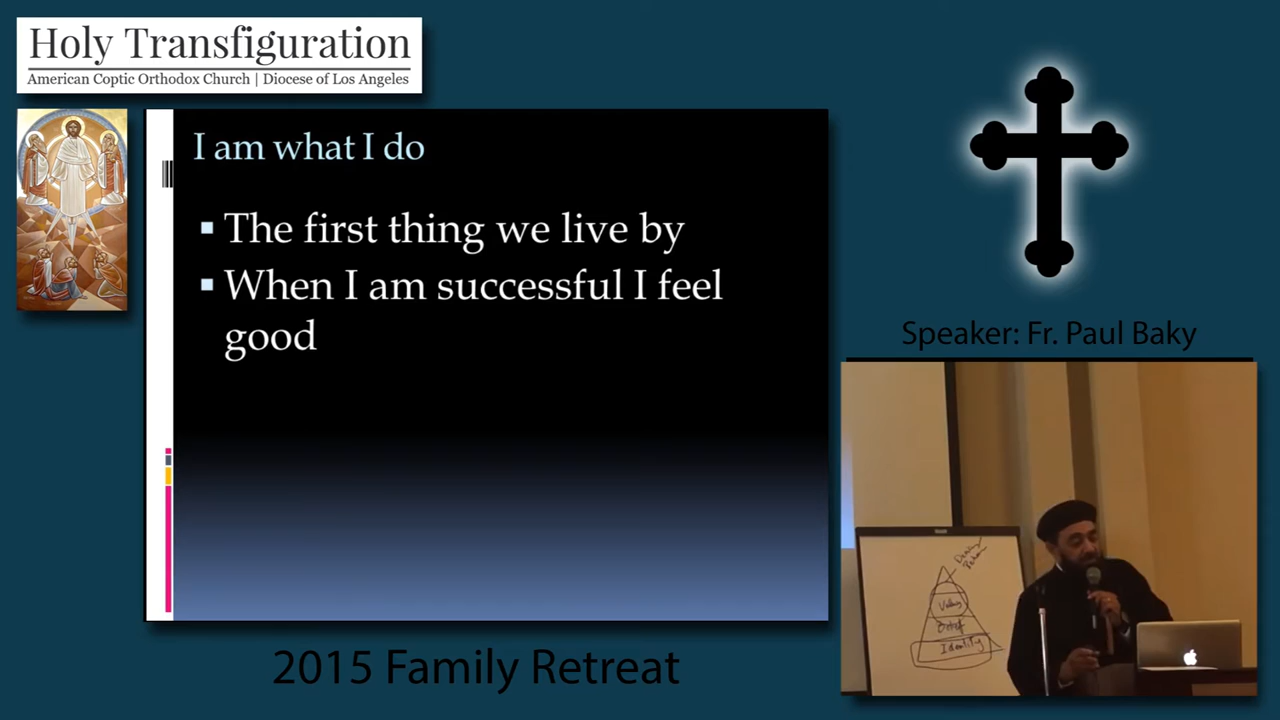 Holy Transfiguration
American Coptic Orthodox Church | Diocese of Los Angeles
I am what I do
▪ The first thing we live by
▪ When I am successful I feel
good
Speaker: Fr. Paul Baky
Identity
2015 Family Retreat